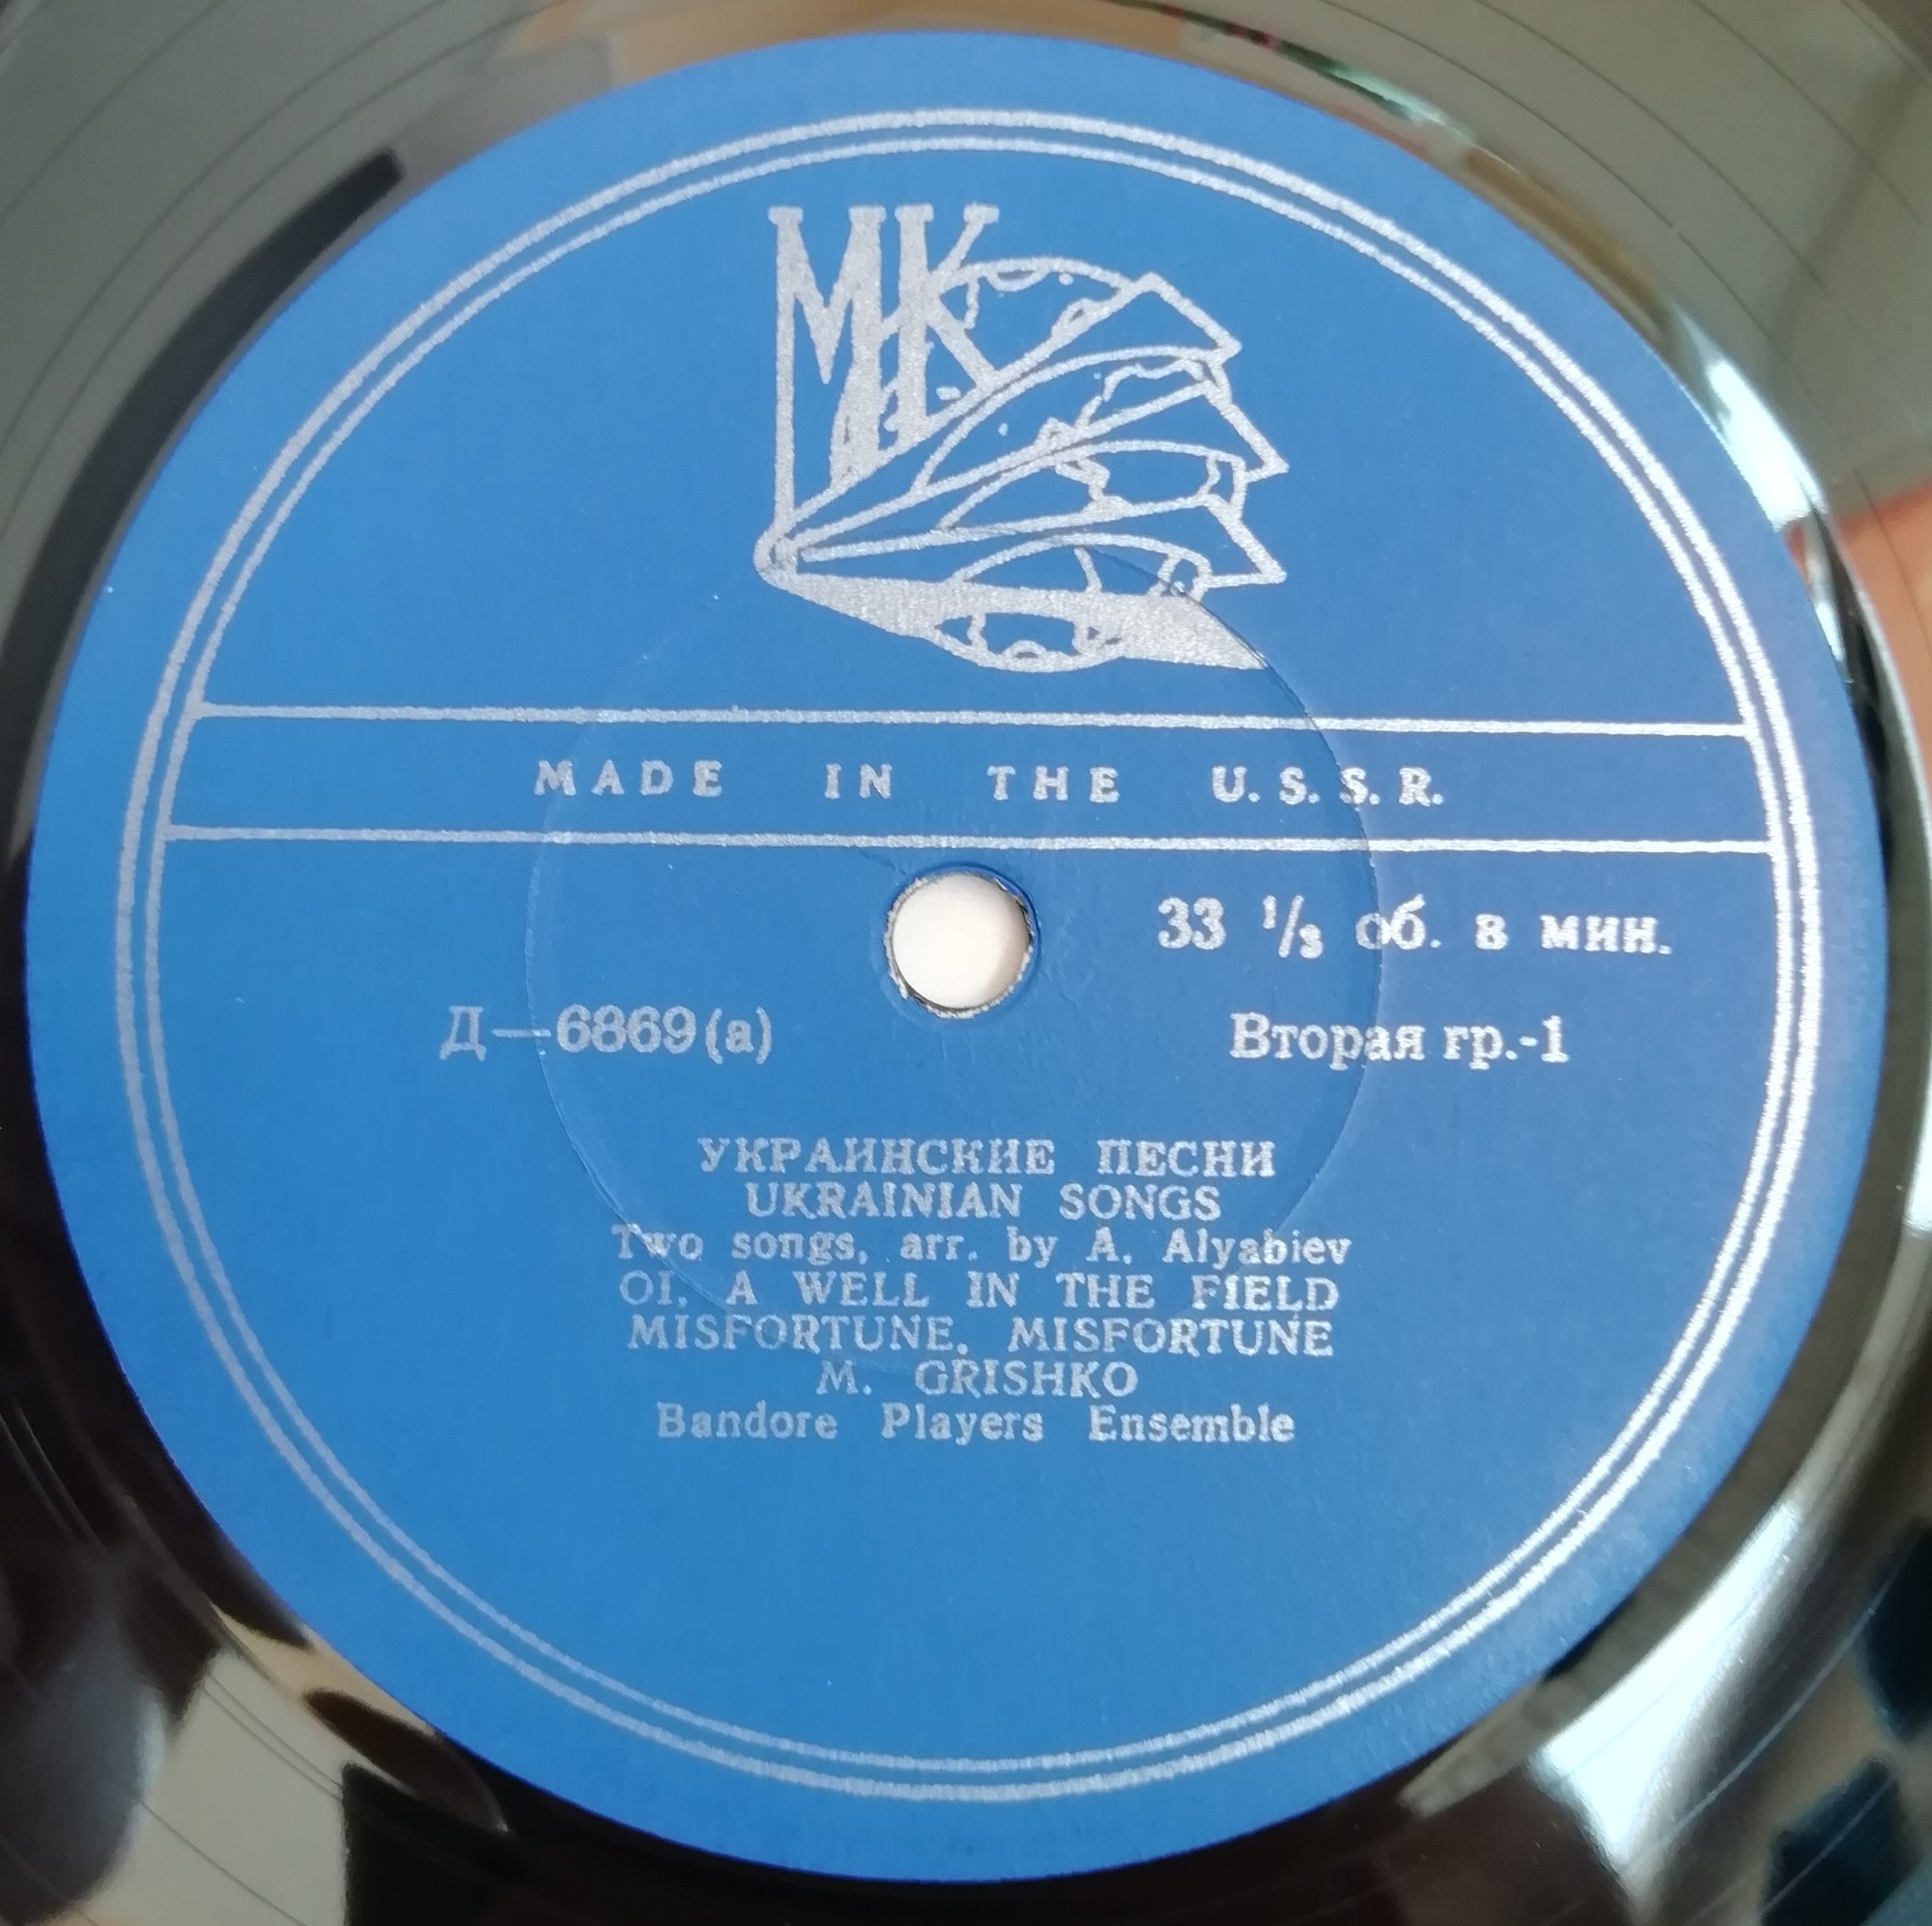 МК
MADE IN THE U.S.S.R.
33 1/3 об. в мин.
Д—6869(а)
Вторая гр.-1
УКРАИНСКИЕ ПЕСНИ
UKRAINIAN SONGS
Two songs, arr. by A. Alyabiev
OI, A WELL IN THE FIELD
MISFORTUNE, MISFORTUNE
M. GRISHKO
Bandore Players Ensemble